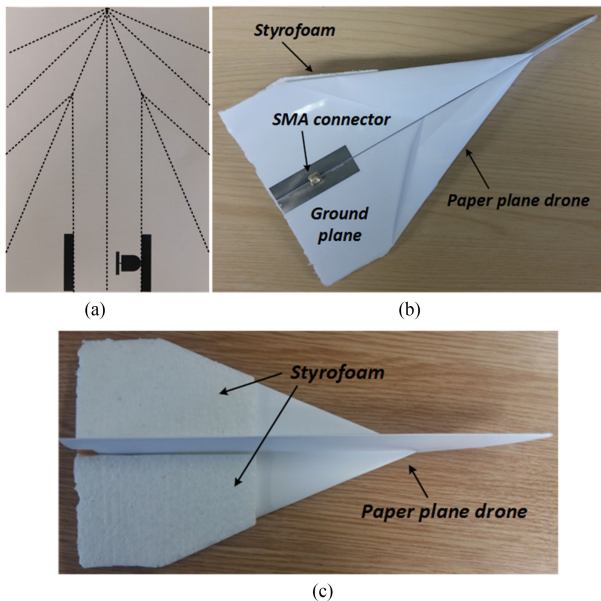 Styrofoam
SMA connector
Ground
plane
Paper plane drone
(a)
(b)
Styrofoam
Paper plane drone
(c)